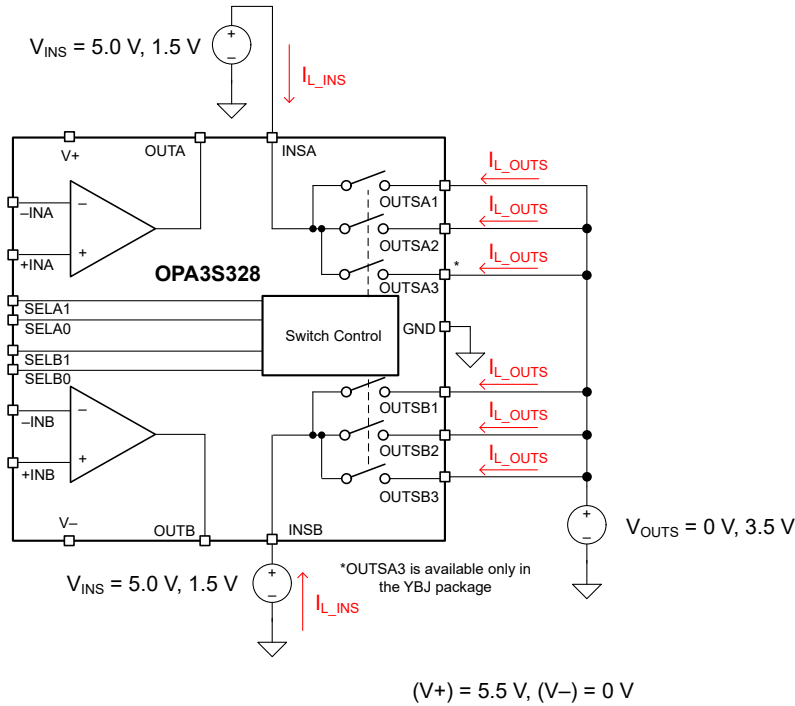 V_INS = 5.0 V, 1.5 V
+
−
I_L_INS
V+
OUTA
INSA
I_L_OUTS
OUTSA1
–INA
−
I_L_OUTS
OUTSA2
+INA
+
I_L_OUTS
*
OUTSA3
OPA3S328
SELA1
SELA0
Switch Control
GND
SELB1
SELB0
I_L_OUTS
OUTSB1
–INB
−
I_L_OUTS
OUTSB2
+INB
+
I_L_OUTS
OUTSB3
V–
OUTB
INSB
+
−
V_OUTS = 0 V, 3.5 V
V_INS = 5.0 V, 1.5 V
+
−
I_L_INS
*OUTSA3 is available only in
the YBJ package
(V+) = 5.5 V, (V–) = 0 V